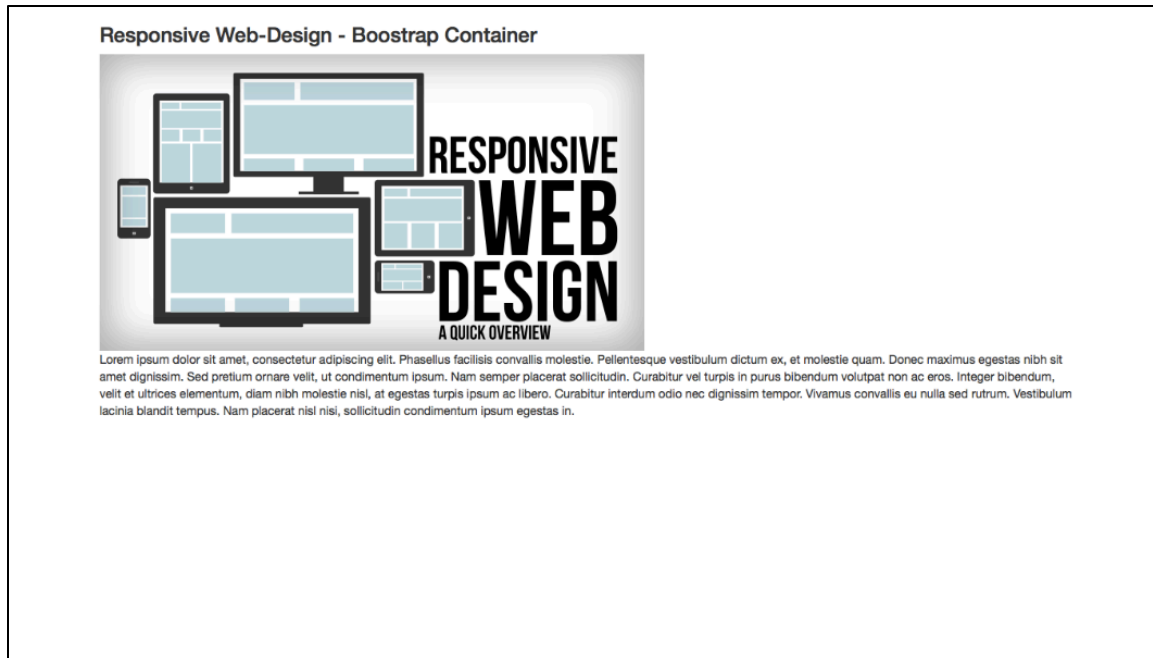 Responsive Web-Design - Boostrap Container
RESPONSIVE
WEB
DESIGN
A QUICK OVERVIEW
Lorem ipsum dolor sit amet, consectetur adipiscing elit. Phasellus facilisis convallis molestie. Pellentesque vestibulum dictum ex, et molestie quam. Donec maximus egestas nibh sit
amet dignissim. Sed pretium ornare velit, ut condimentum ipsum. Nam semper placerat sollicitudin. Curabitur vel turpis in purus bibendum volutpat non ac eros. Integer bibendum,
velit et ultrices elementum, diam nibh molestie nisl, at egestas turpis ipsum ac libero. Curabitur interdum odio nec dignissim tempor. Vivamus convallis eu nulla sed rutrum. Vestibulum
lacinia blandit tempus. Nam placerat nisl nisi, sollicitudin condimentum ipsum egestas in.